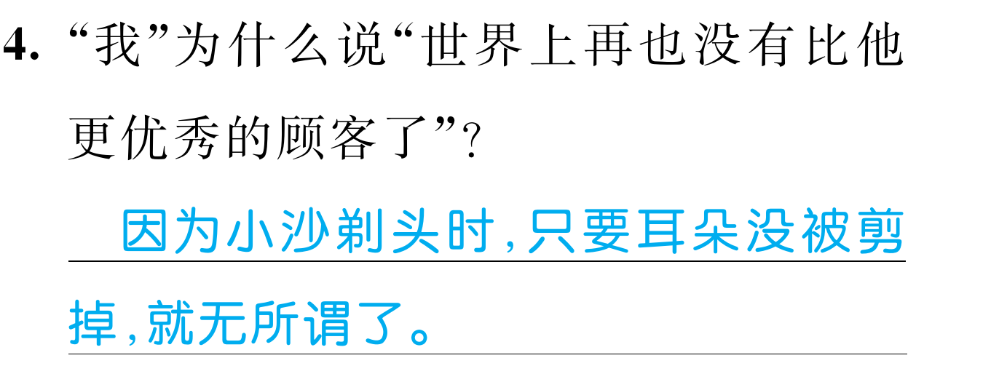 4. “我”为什么说“世界上再也没有比他
更优秀的顾客了”?
因为小沙剃头时,只要耳朵没被剪
掉,就无所谓了。